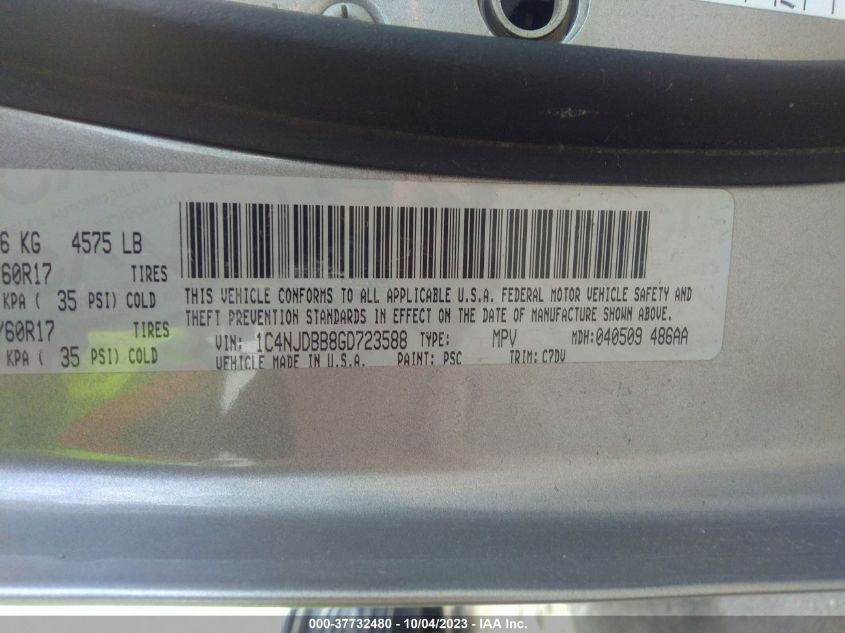 6 KG 4575 LB
/60R17 TIRES
KPA ( 35 PSI) COLD
/60R17 TIRES
KPA ( 35 PSI) COLD
THIS VEHICLE CONFORMS TO ALL APPLICABLE U.S.A. FEDERAL MOTOR VEHICLE SAFETY AND
THEFT PREVENTION STANDARDS IN EFFECT ON THE DATE OF MANUFACTURE SHOWN ABOVE.
VIN: 1C4NJDBB8GD723588 TYPE: MPV MDH:040509 486AA
VEHICLE MADE IN U.S.A. PAINT: PSC TRIM: C7DV
000-37732480 - 10/04/2023 - IAA Inc.